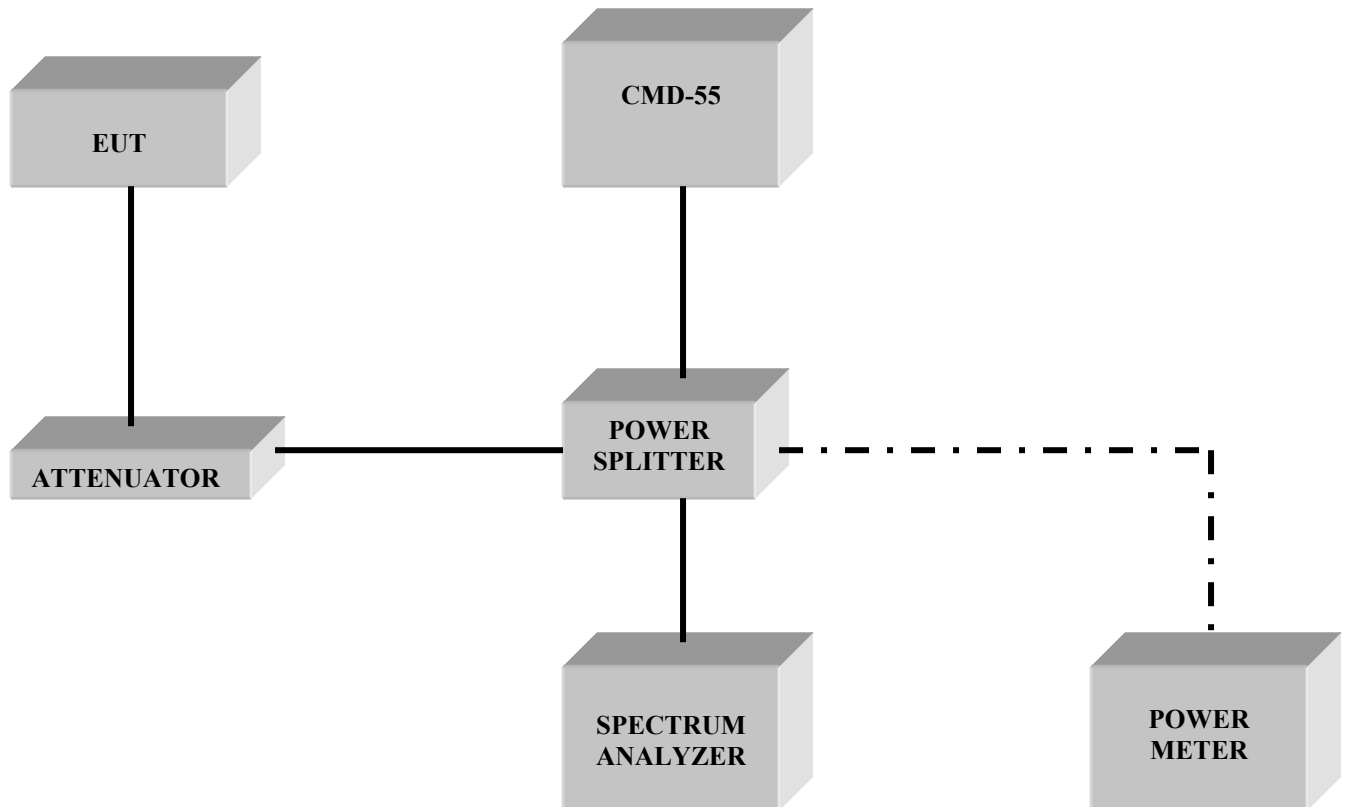 CMD-55
EUT
POWER
SPLITTER
ATTENUATOR
SPECTRUM
ANALYZER
POWER
METER